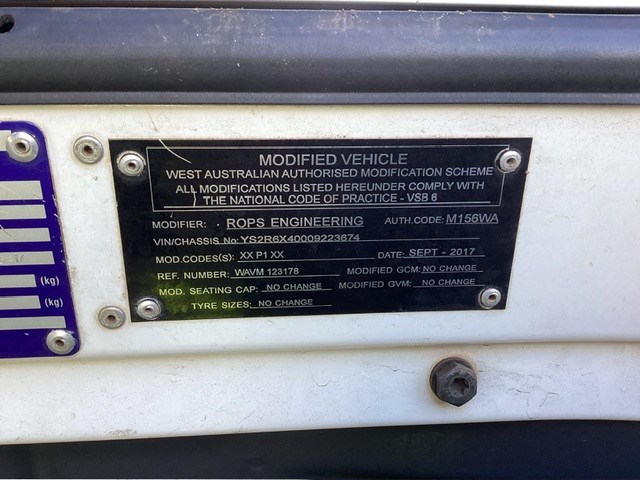 MODIFIED VEHICLE
WEST AUSTRALIAN AUTHORISED MODIFICATION SCHEME
ALL MODIFICATIONS LISTED HEREUNDER COMPLY WITH
THE NATIONAL CODE OF PRACTICE - VSB 6
MODIFIER: ROPS ENGINEERING AUTH.CODE: M156WA
VIN/CHASSIS No: YS2R6X40009223674
MOD.CODES(S): XX P1 XX DATE: SEPT - 2017
REF. NUMBER: WAVM 123178 MODIFIED GCM: NO CHANGE
MOD. SEATING CAP: NO CHANGE MODIFIED GVM: NO CHANGE
TYRE SIZES: NO CHANGE
(kg)
(kg)